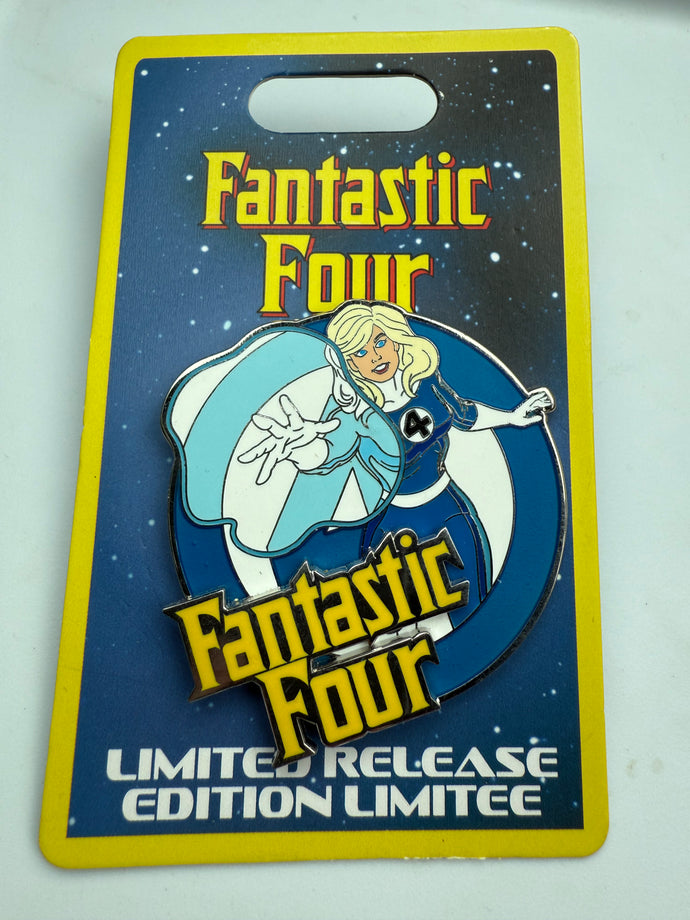 Fantastic
Four
4
Fantastic
Four
LIMITED RELEASE
EDITION LIMITEE